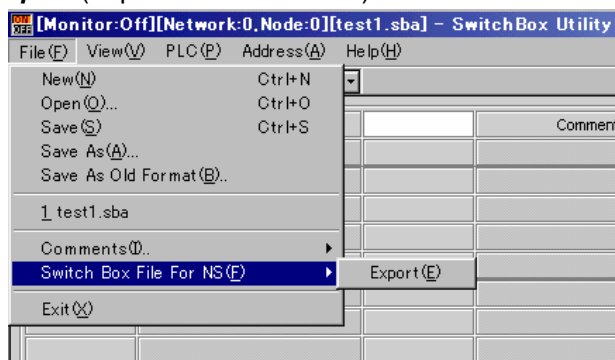 [Monitor:Off][Network:0,Node:0][test1.sba] - SwitchBox Utility
File(F) View(V) PLC(P) Address(A) Help(H)
New(N) Ctrl+N
Open(O)... Ctrl+O
Save(S) Ctrl+S
Save As(A)...
Save As Old Format(B)..
Commen
1 test1.sba
Comments(I)..
Switch Box File For NS(F) Export(E)
Exit(X)